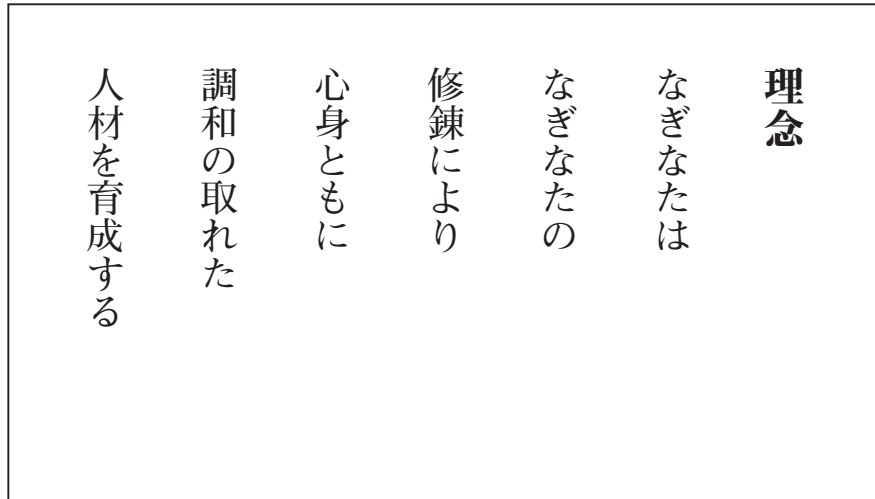 理念
なぎなたは
なぎなたの
修錬により
心身ともに
調和の取れた
人材を育成する